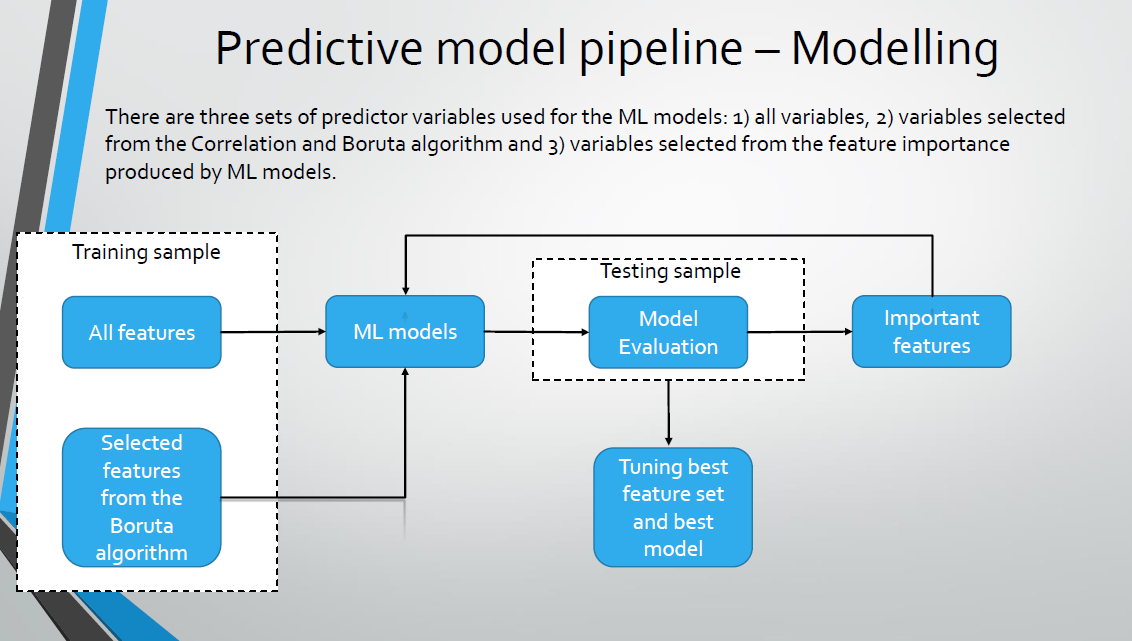 Predictive model pipeline – Modelling
There are three sets of predictor variables used for the ML models: 1) all variables, 2) variables selected
from the Correlation and Boruta algorithm and 3) variables selected from the feature importance
produced by ML models.
Training sample
All features
Selected
features
from the
Boruta
algorithm
ML models
Testing sample
Model
Evaluation
Tuning best
feature set
and best
model
Important
features